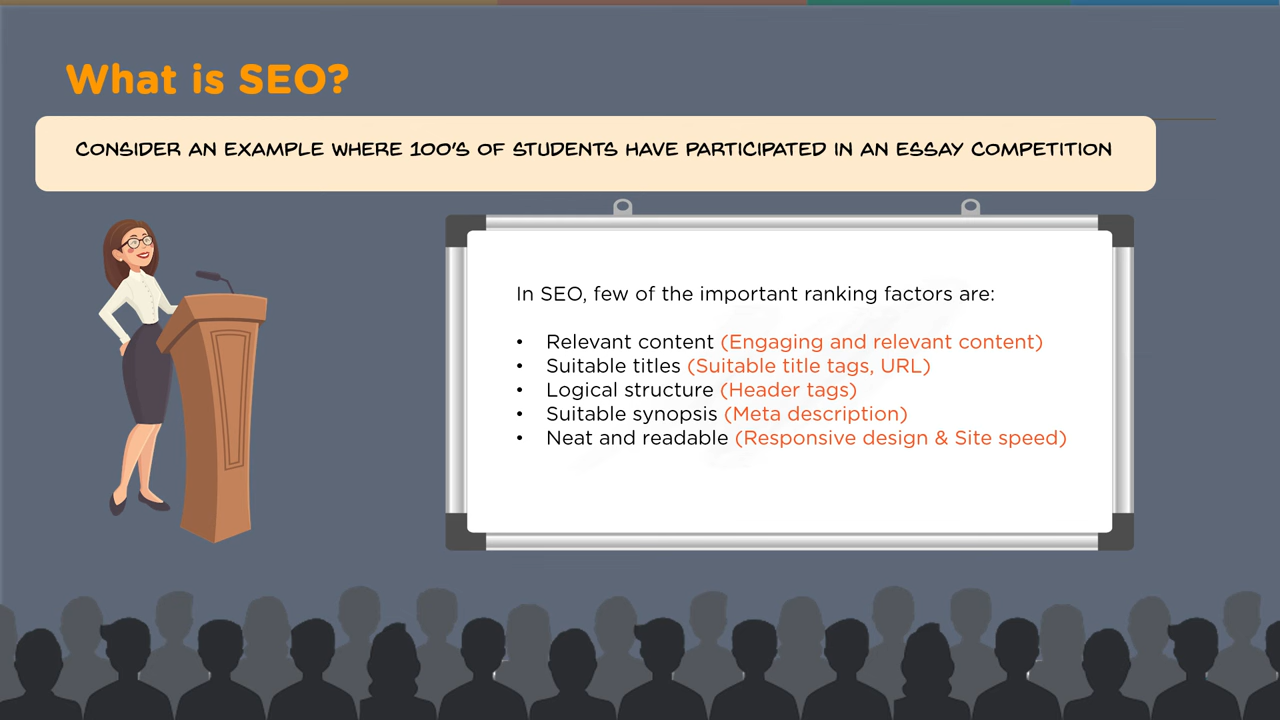 What is SEO?
CONSIDER AN EXAMPLE WHERE 100'S OF STUDENTS HAVE PARTICIPATED IN AN ESSAY COMPETITION
In SEO, few of the important ranking factors are:
• Relevant content (Engaging and relevant content)
• Suitable titles (Suitable title tags, URL)
• Logical structure (Header tags)
• Suitable synopsis (Meta description)
• Neat and readable (Responsive design & Site speed)